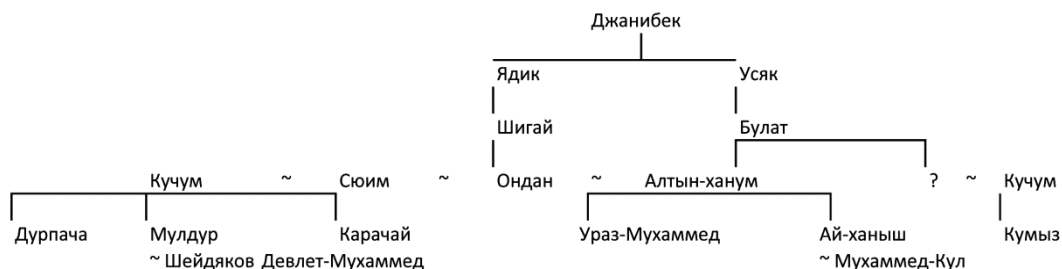 Джанибек
Ядик Усяк
Шигай Булат
Кучум ~ Сюим ~ Ондан ~ Алтын-ханум ? ~ Кучум
Дурпача Мулдур Карачай Ураз-Мухаммед Ай-ханыш Кумыз
~ Шейдяков Девлет-Мухаммед ~ Мухаммед-Кул